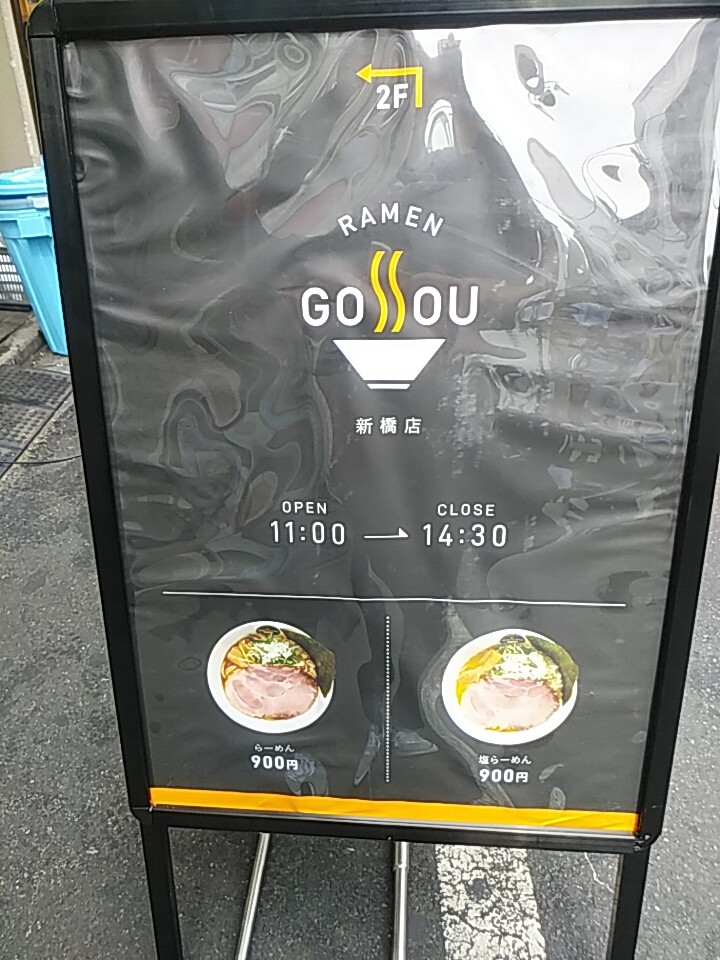 2F
RAMEN
GOSSOU
新橋店
OPEN CLOSE
11:00 → 14:30
らーめん
900円
塩らーめん
900円